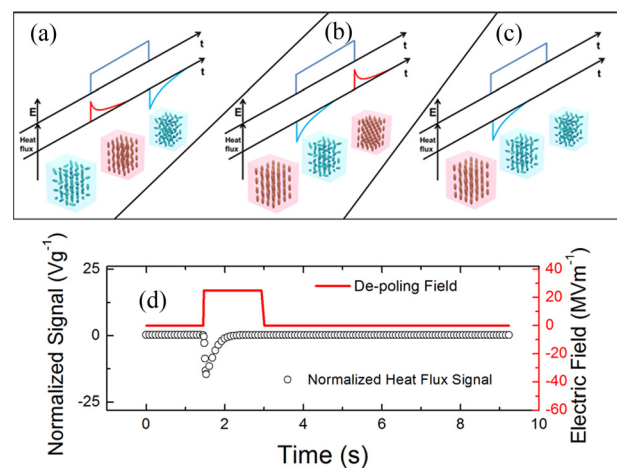 (a)
(b)
(c)
t
t
t
t
t
t
E
E
E
Heat
flux
Heat
flux
Heat
flux
(d)
De-poling Field
Normalized Heat Flux Signal
Normalized Signal (Vg⁻¹)
25
0
-25
Electric Field (MVm⁻¹)
40
20
0
-20
-40
-60
0 2 4 6 8 10
Time (s)